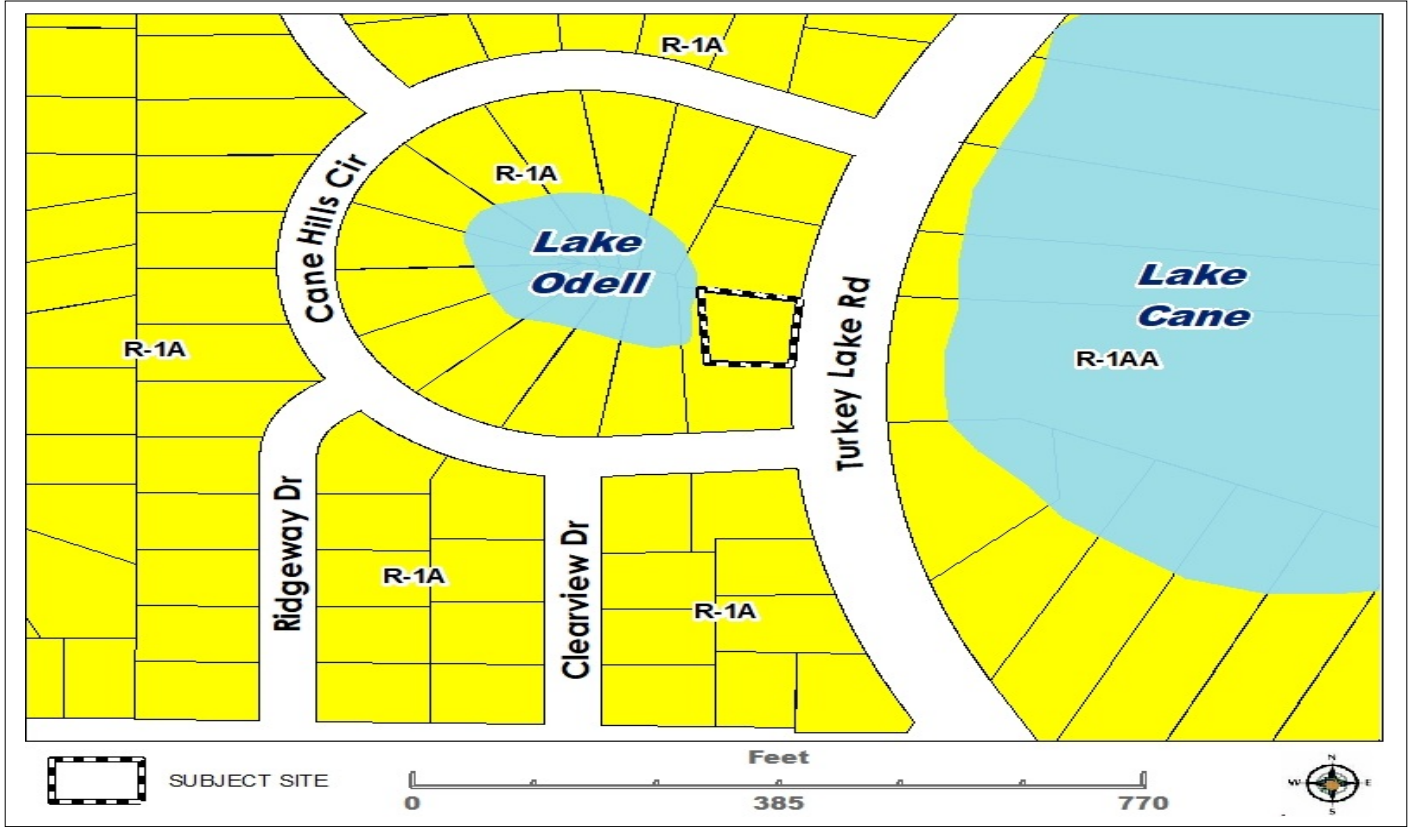 R-1A
R-1A
Cane Hills Cir
Lake
Odell
Lake
Cane
R-1AA
R-1A
Turkey Lake Rd
Ridgeway Dr
Clearview Dr
R-1A
R-1A
SUBJECT SITE
Feet
0 385 770
N
W E
S